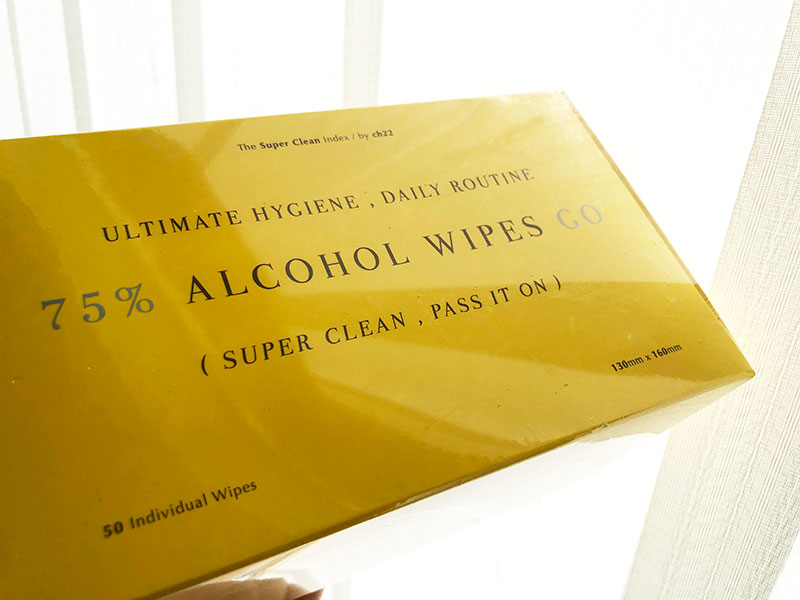 The Super Clean Index / by ch22
ULTIMATE HYGIENE , DAILY ROUTINE
75% ALCOHOL WIPES GO
( SUPER CLEAN , PASS IT ON )
130mm x 160mm
50 Individual Wipes